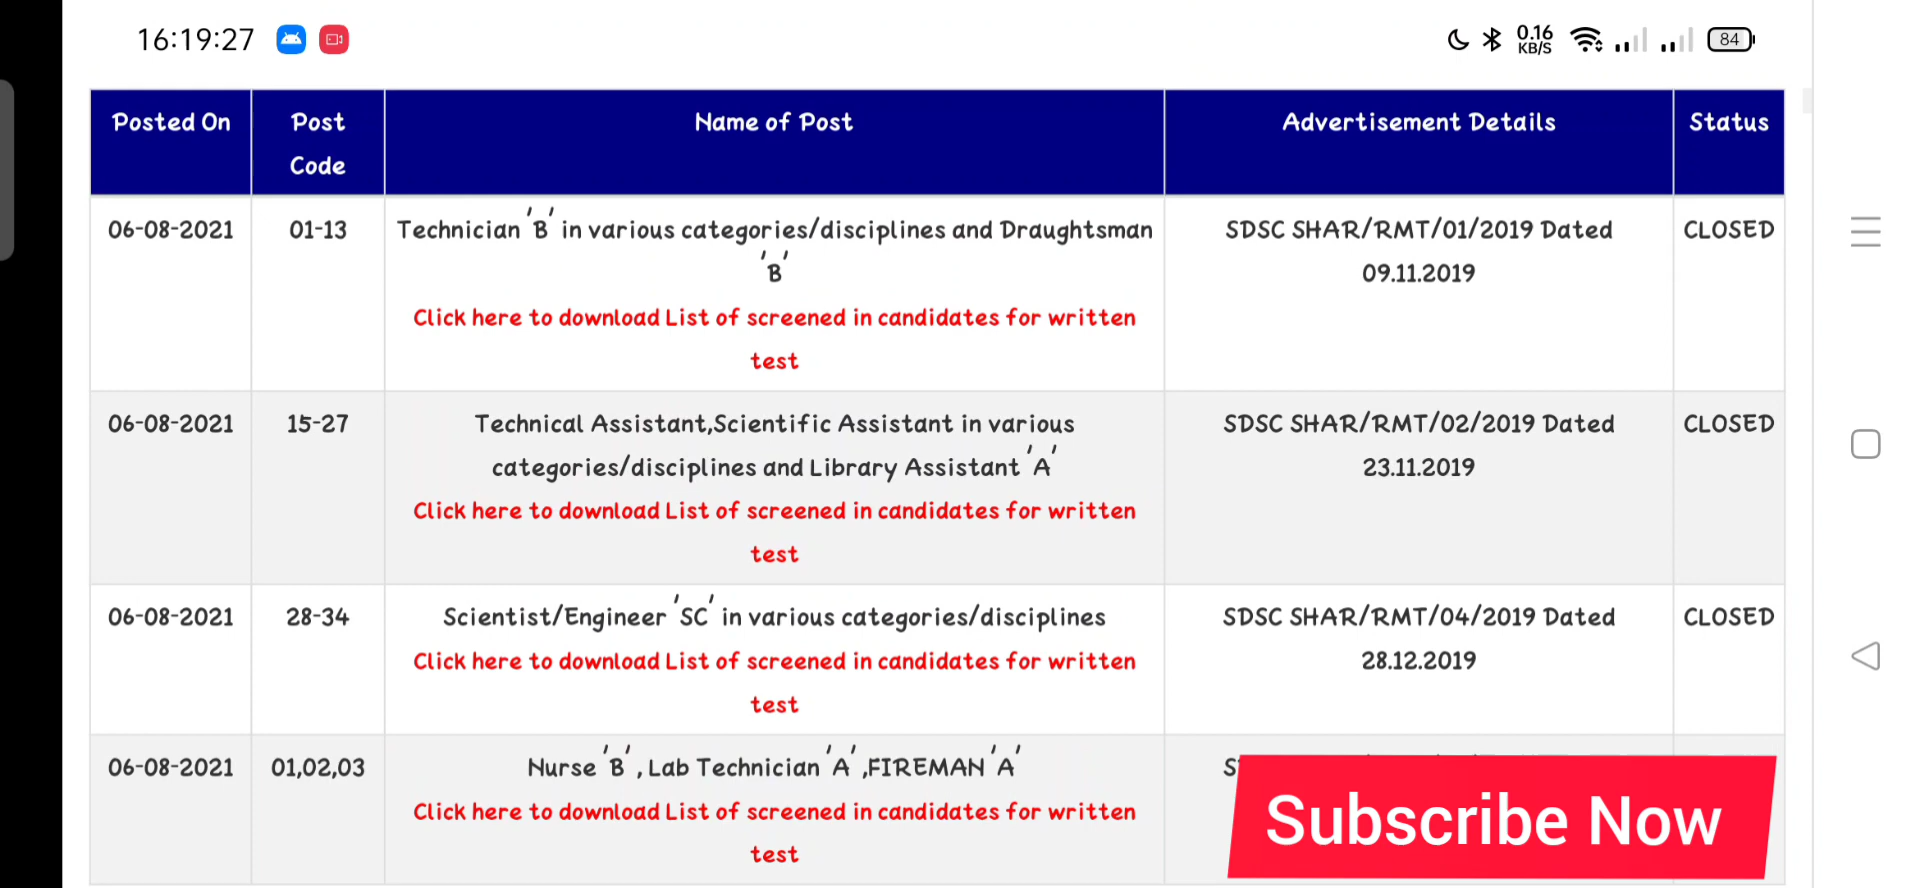 16:19:27
0.16
KB/S
84
Posted On
Post
Code
Name of Post
Advertisement Details
Status
06-08-2021
01-13
Technician 'B' in various categories/disciplines and Draughtsman
'B'
Click here to download List of screened in candidates for written
test
SDSC SHAR/RMT/01/2019 Dated
09.11.2019
CLOSED
06-08-2021
15-27
Technical Assistant,Scientific Assistant in various
categories/disciplines and Library Assistant 'A'
Click here to download List of screened in candidates for written
test
SDSC SHAR/RMT/02/2019 Dated
23.11.2019
CLOSED
06-08-2021
28-34
Scientist/Engineer 'SC' in various categories/disciplines
Click here to download List of screened in candidates for written
test
SDSC SHAR/RMT/04/2019 Dated
28.12.2019
CLOSED
06-08-2021
01,02,03
Nurse 'B', Lab Technician 'A',FIREMAN 'A'
Click here to download List of screened in candidates for written
test
Subscribe Now